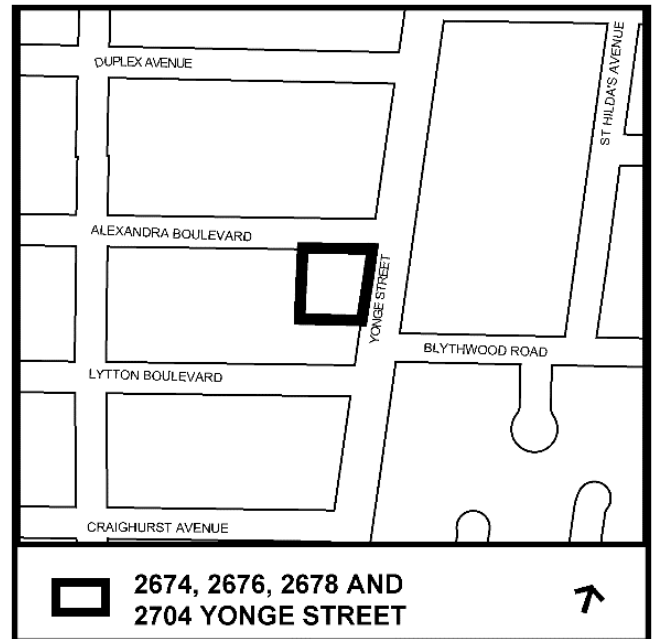 DUPLEX AVENUE
ST HILDA'S AVENUE
ALEXANDRA BOULEVARD
YONGE STREET
BLYTHWOOD ROAD
LYTTON BOULEVARD
CRAIGHURST AVENUE
2674, 2676, 2678 AND
2704 YONGE STREET